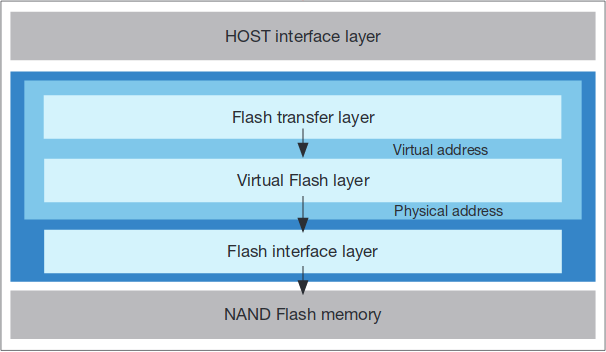 HOST interface layer
Flash transfer layer
Virtual address
Virtual Flash layer
Physical address
Flash interface layer
NAND Flash memory